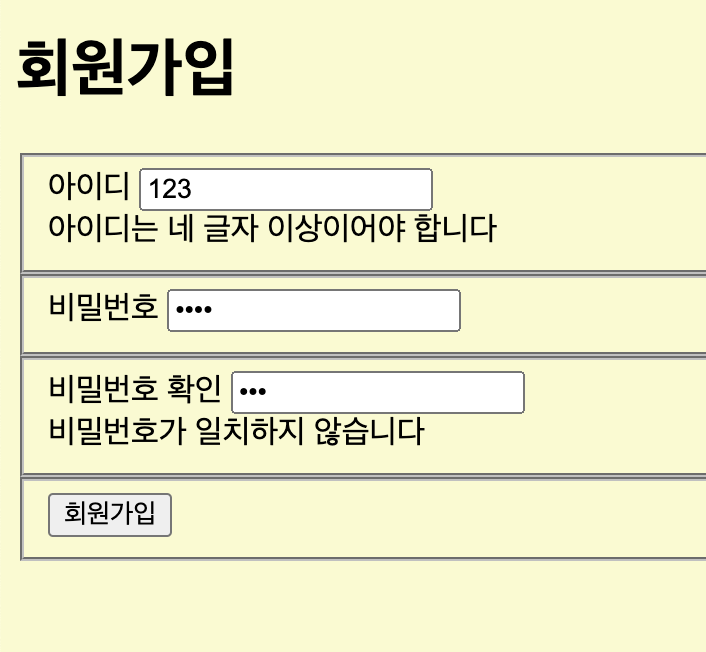 회원가입
아이디 123
아이디는 네 글자 이상이어야 합니다
비밀번호 ••••
비밀번호 확인 •••
비밀번호가 일치하지 않습니다
회원가입